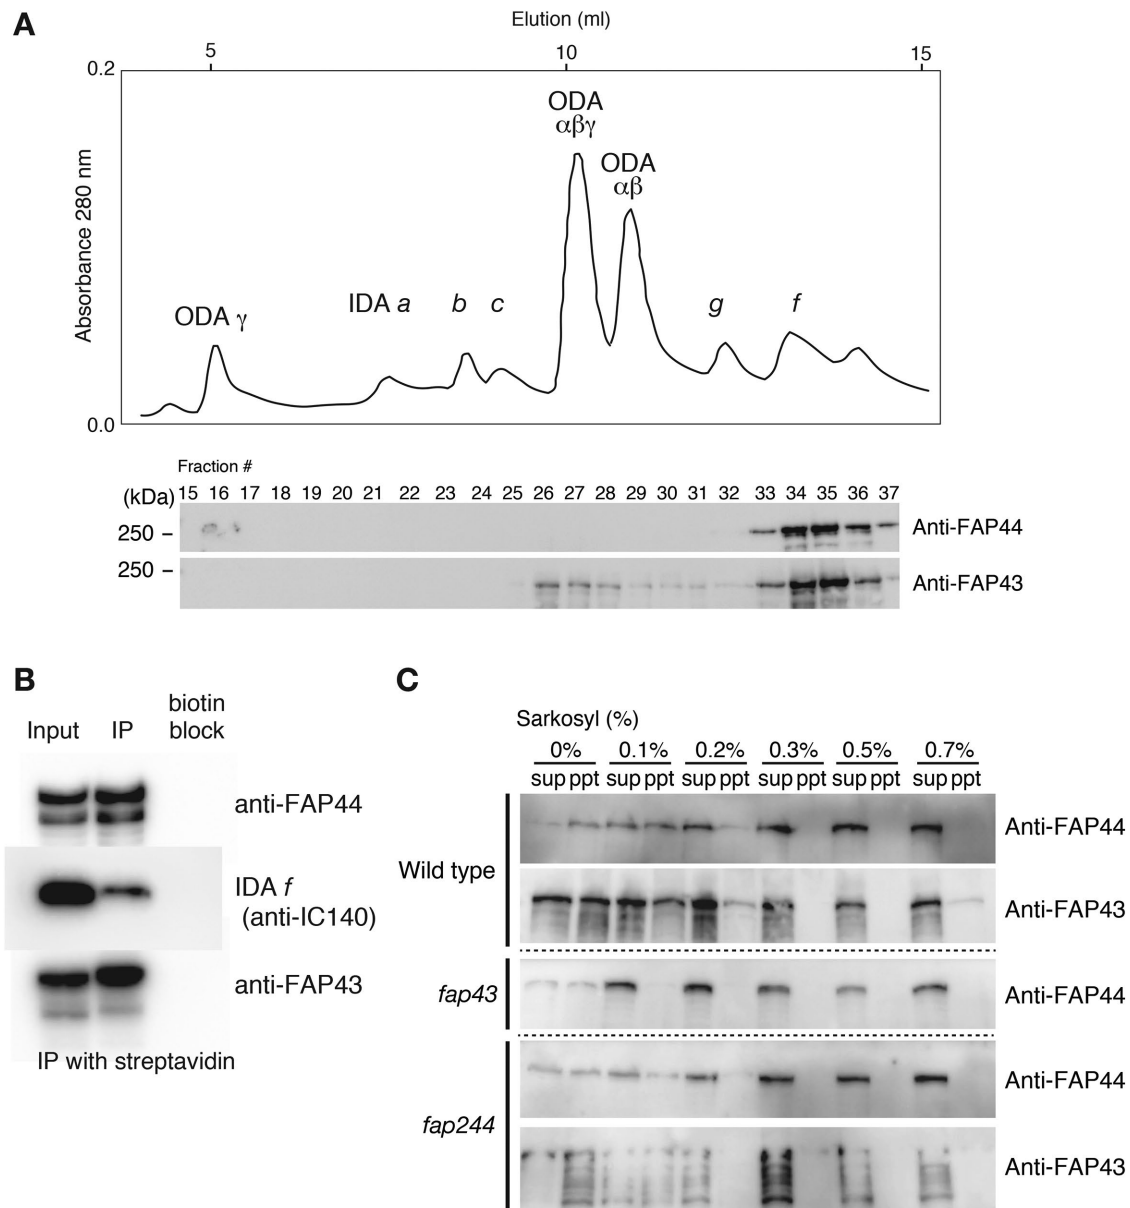 A
Elution (ml)
5 10 15
0.2
ODA
αβγ
ODA
αβ
Absorbance 280 nm
IDA a b c g f
ODA γ
0.0
Fraction #
(kDa) 15 16 17 18 19 20 21 22 23 24 25 26 27 28 29 30 31 32 33 34 35 36 37
250 – Anti-FAP44
250 – Anti-FAP43
B
Input IP biotin block
anti-FAP44
IDA f
(anti-IC140)
anti-FAP43
IP with streptavidin
C
Sarkosyl (%)
0% 0.1% 0.2% 0.3% 0.5% 0.7%
sup ppt sup ppt sup ppt sup ppt sup ppt sup ppt
Wild type
Anti-FAP44
Anti-FAP43
fap43
Anti-FAP44
fap244
Anti-FAP44
Anti-FAP43